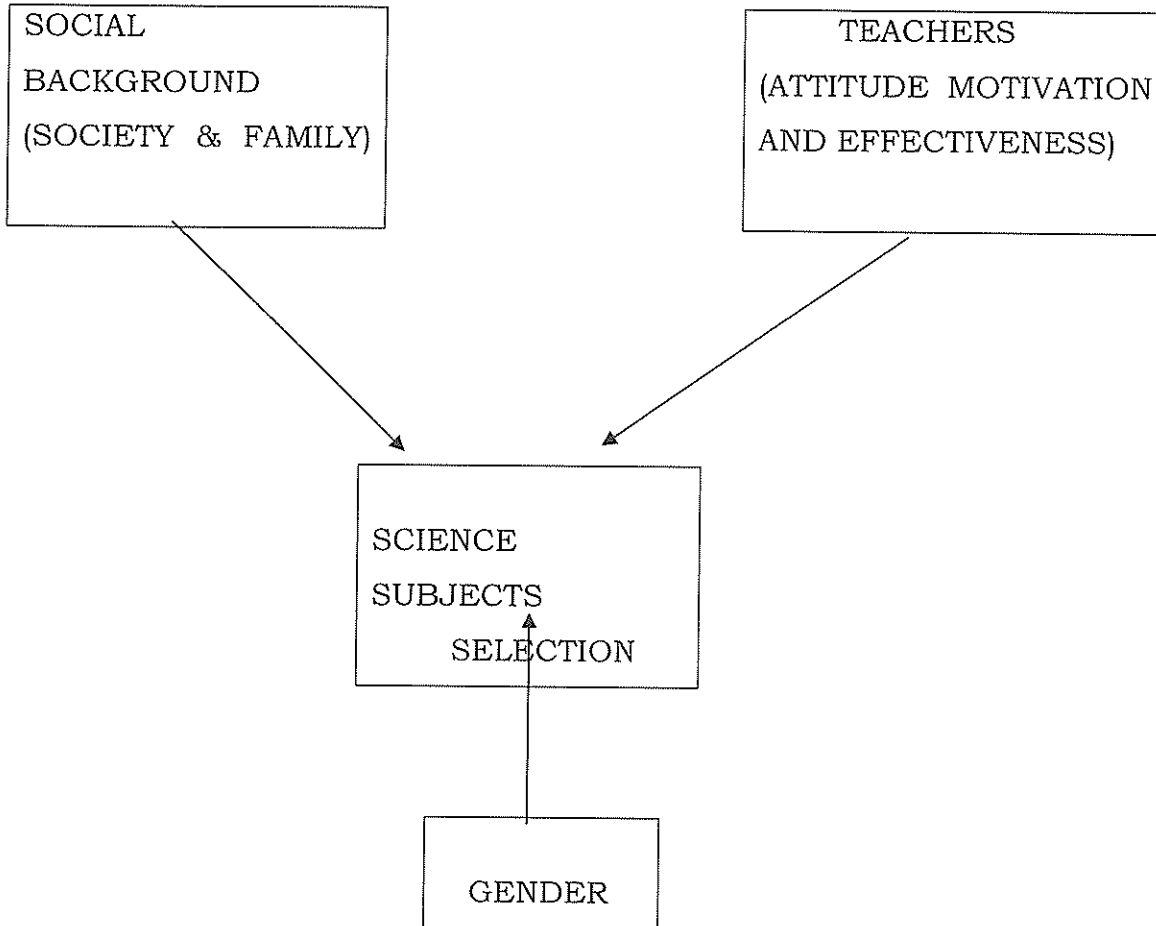 SOCIAL
BACKGROUND
(SOCIETY & FAMILY)
TEACHERS
(ATTITUDE MOTIVATION
AND EFFECTIVENESS)
SCIENCE
SUBJECTS
SELECTION
GENDER